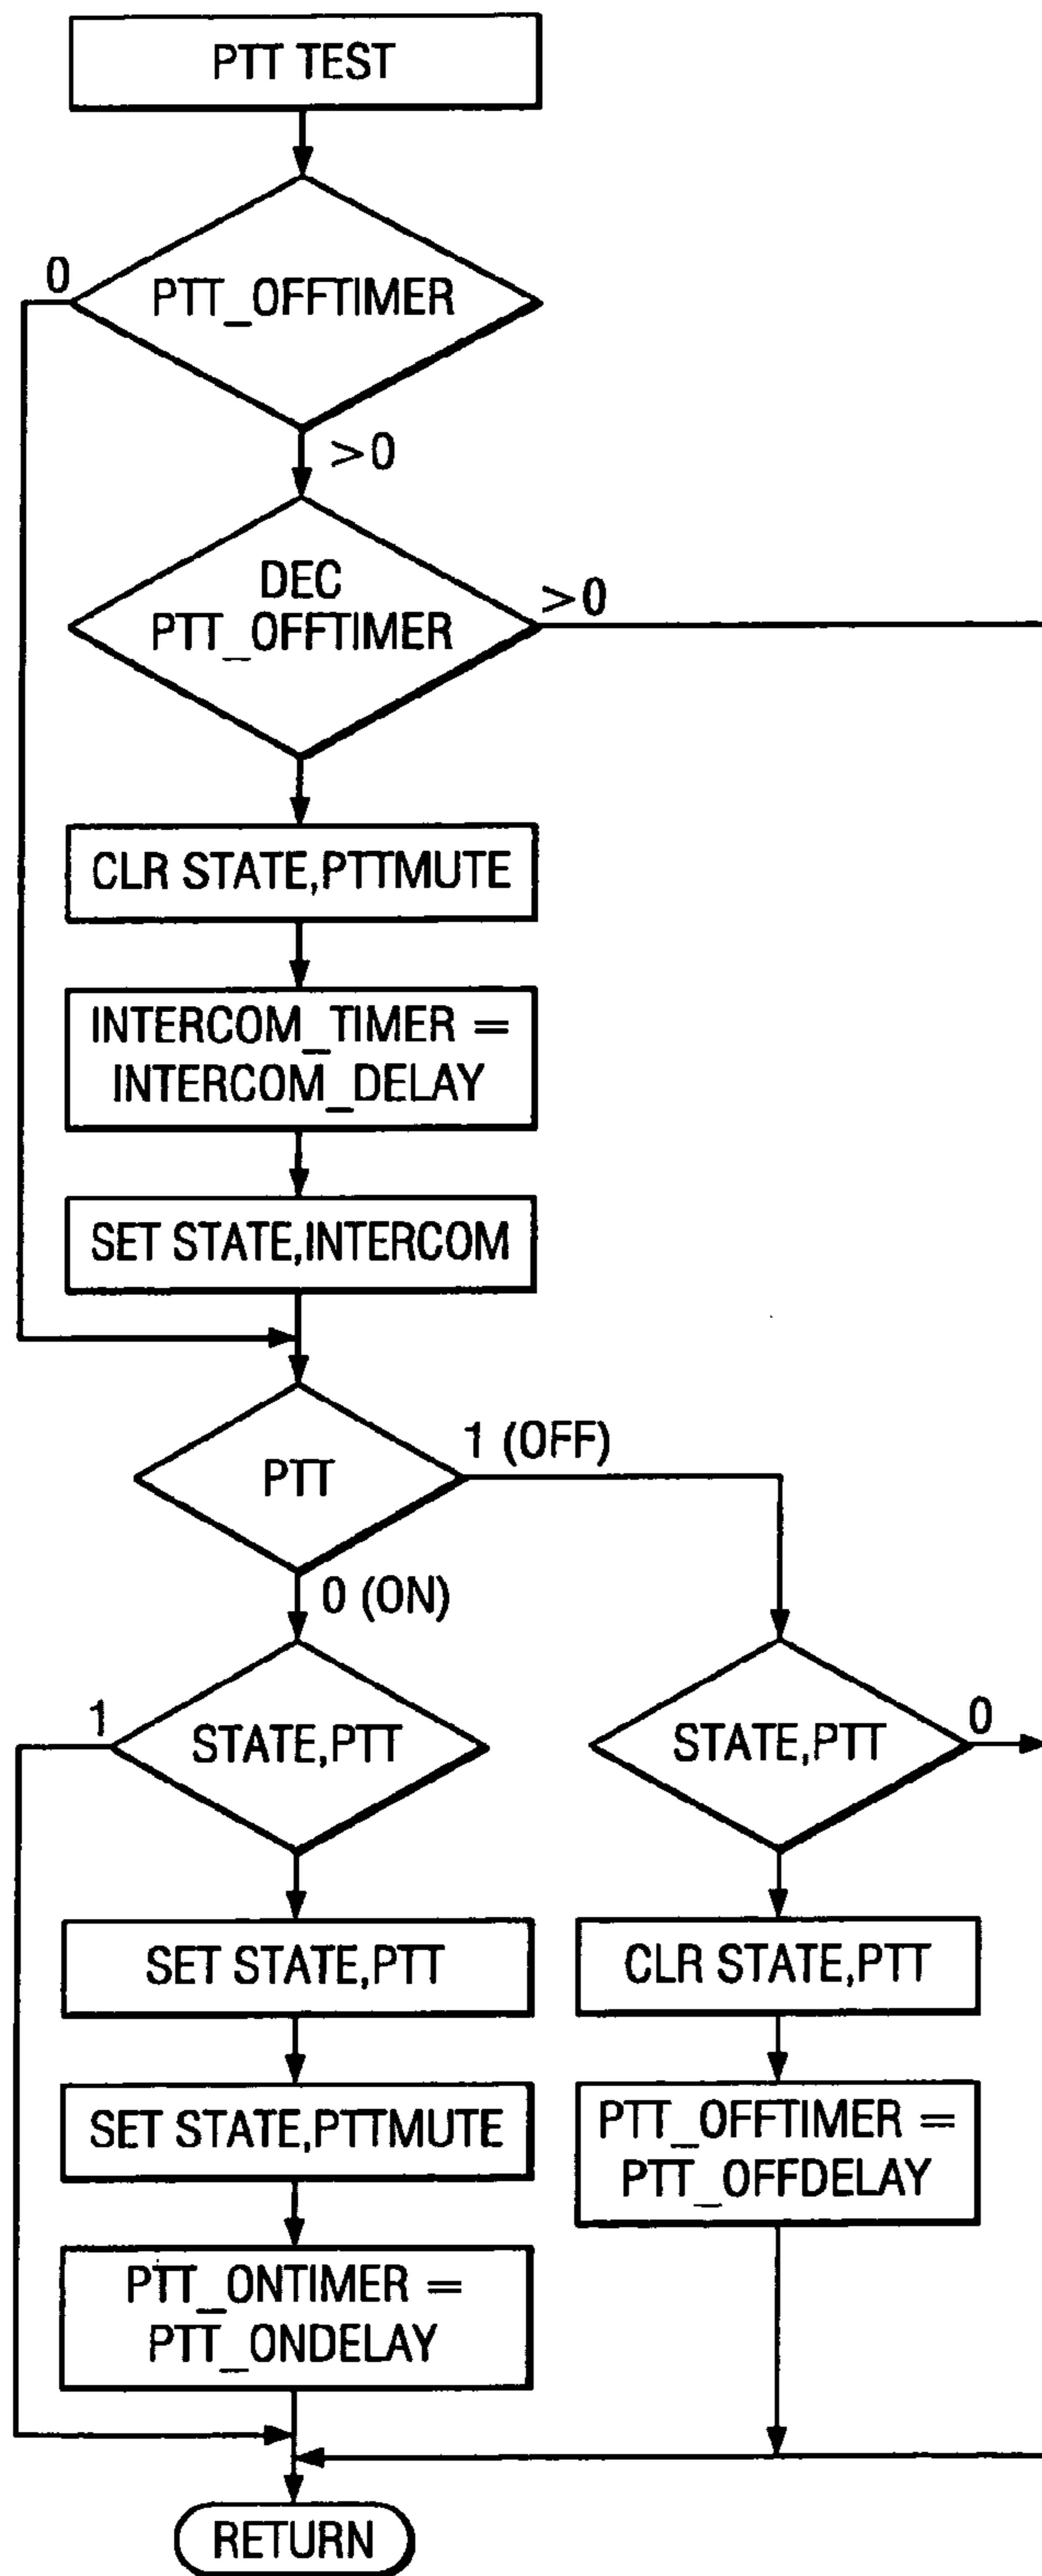 PTT TEST
0
PTT_OFFTIMER
>0
DEC
PTT_OFFTIMER
>0
CLR STATE,PTTMUTE
INTERCOM_TIMER =
INTERCOM_DELAY
SET STATE,INTERCOM
PTT
1 (OFF)
0 (ON)
1
STATE,PTT
STATE,PTT
0
SET STATE,PTT
CLR STATE,PTT
SET STATE,PTTMUTE
PTT_OFFTIMER =
PTT_OFFDELAY
PTT_ONTIMER =
PTT_ONDELAY
RETURN